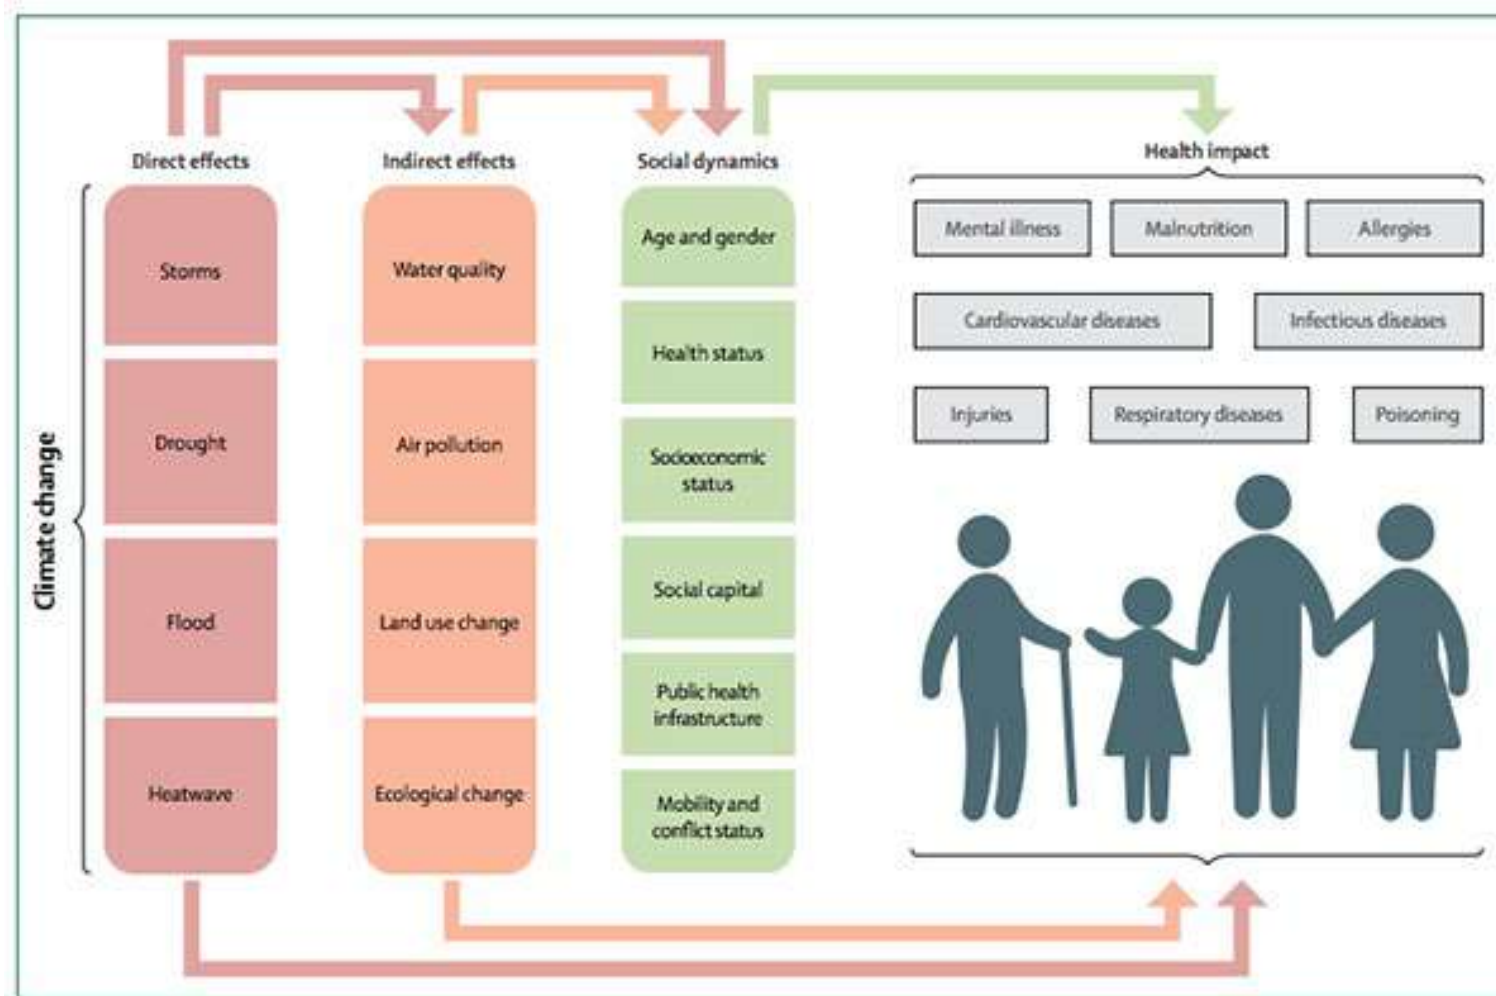 Direct effects
Indirect effects
Social dynamics
Health impact
Climate change
Storms
Drought
Flood
Heatwave
Water quality
Air pollution
Land use change
Ecological change
Age and gender
Health status
Socioeconomic
status
Social capital
Public health
infrastructure
Mobility and
conflict status
Mental illness
Malnutrition
Allergies
Cardiovascular diseases
Infectious diseases
Injuries
Respiratory diseases
Poisoning